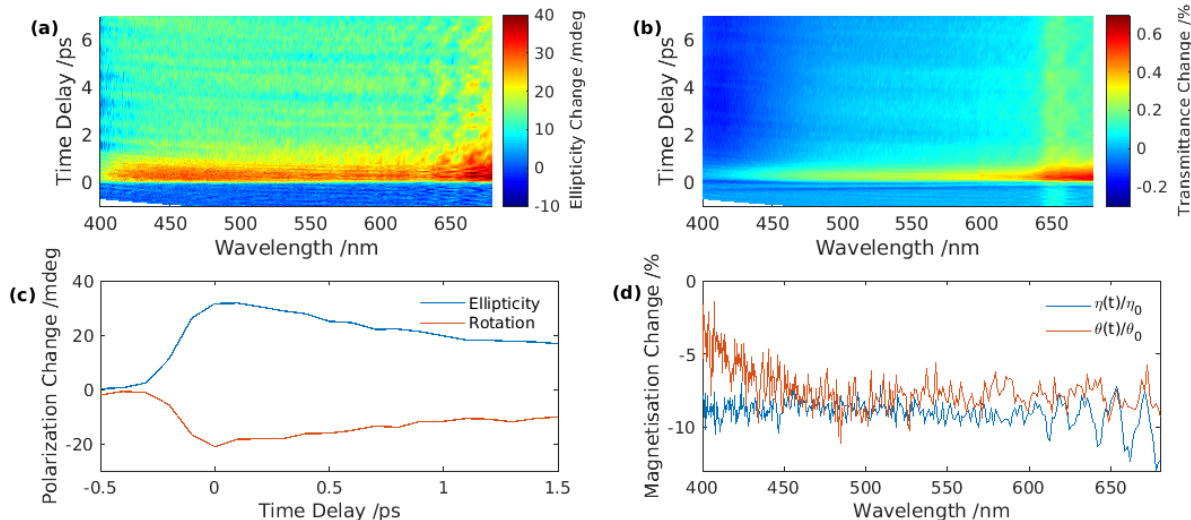 (a)
Time Delay /ps
6
4
2
0
400 450 500 550 600 650
Wavelength /nm
40
30
20
10
0
-10
Ellipticity Change /mdeg
(b)
Time Delay /ps
6
4
2
0
400 450 500 550 600 650
Wavelength /nm
0.6
0.4
0.2
0
-0.2
Transmittance Change /%
(c)
Polarization Change /mdeg
40
20
0
-20
-0.5 0 0.5 1 1.5
Time Delay /ps
Ellipticity
Rotation
(d)
Magnetisation Change /%
0
-5
-10
400 450 500 550 600 650
Wavelength /nm
η(t)/η₀
θ(t)/θ₀